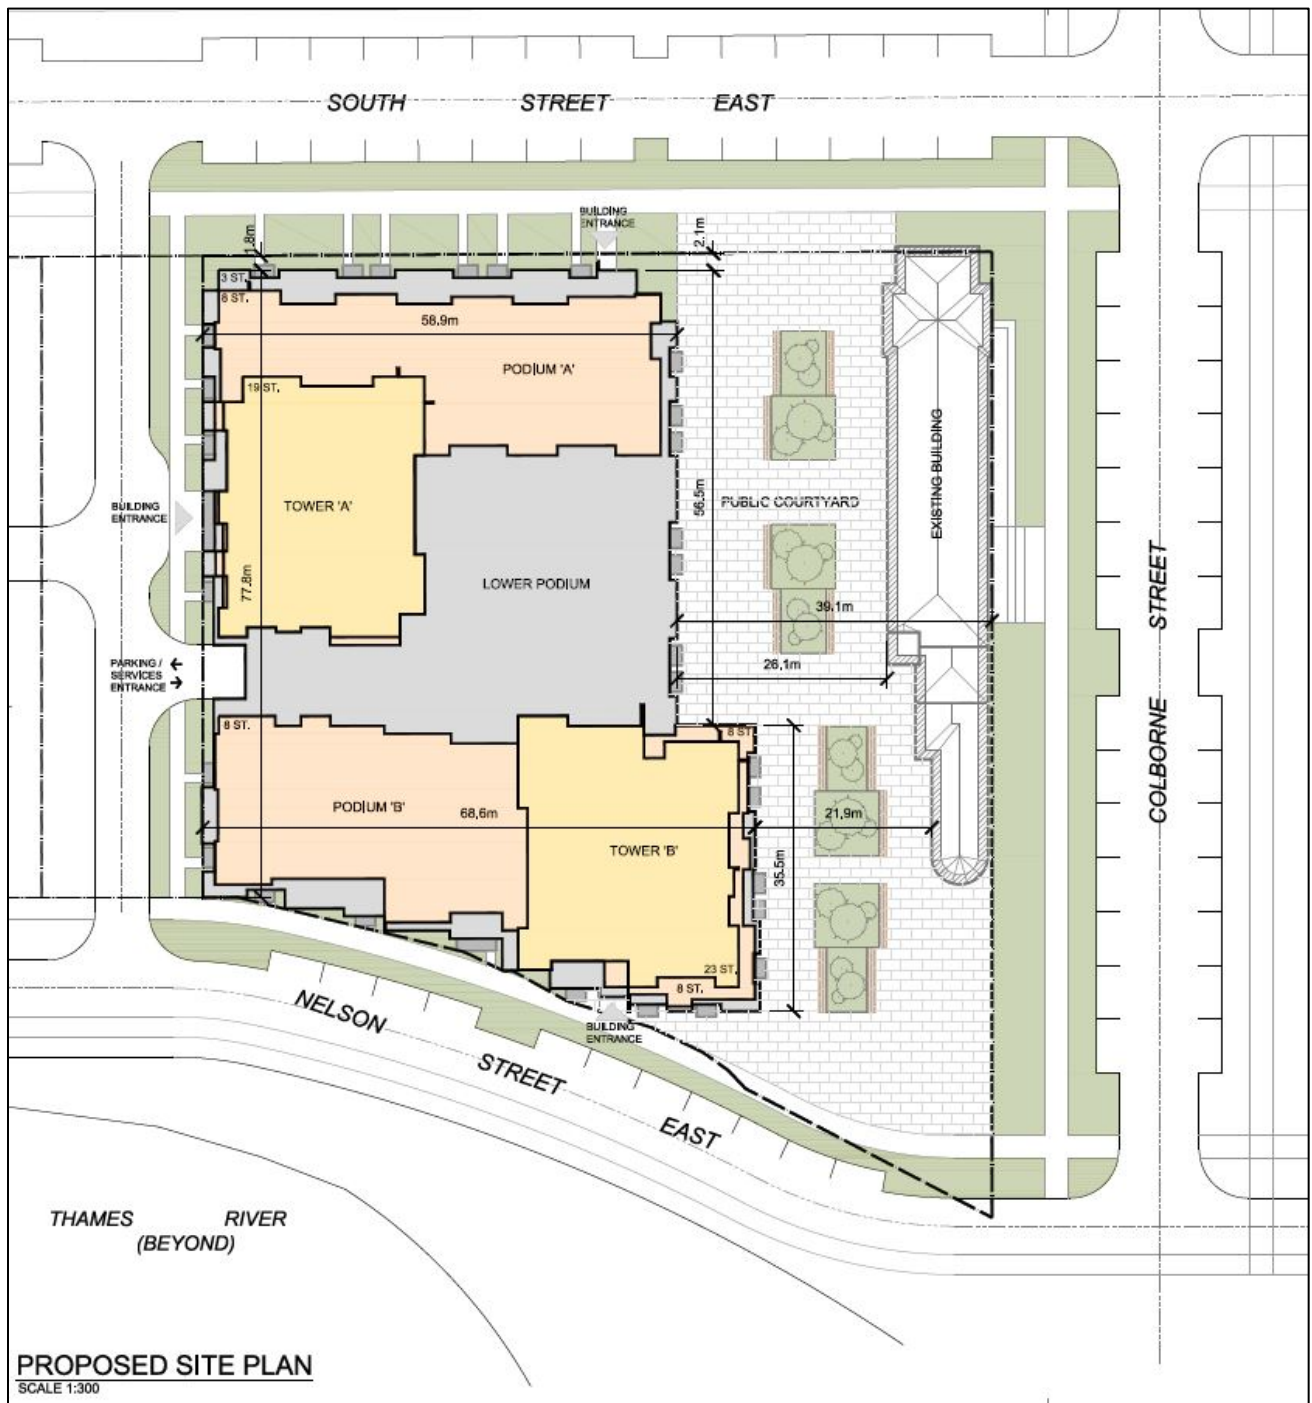 SOUTH STREET EAST
BUILDING
ENTRANCE
1.8m
2.1m
3 ST.
8 ST.
58.9m
PODIUM 'A'
19 ST.
TOWER 'A'
BUILDING
ENTRANCE
56.5m
PUBLIC COURTYARD
EXISTING BUILDING
77.8m
LOWER PODIUM
39.1m
COLBORNE STREET
PARKING /
SERVICES
ENTRANCE
26.1m
8 ST.
8 ST.
PODIUM 'B'
68.6m
21.9m
TOWER 'B'
35.5m
23 ST.
8 ST.
BUILDING
ENTRANCE
NELSON STREET EAST
THAMES RIVER
(BEYOND)
PROPOSED SITE PLAN
SCALE 1:300